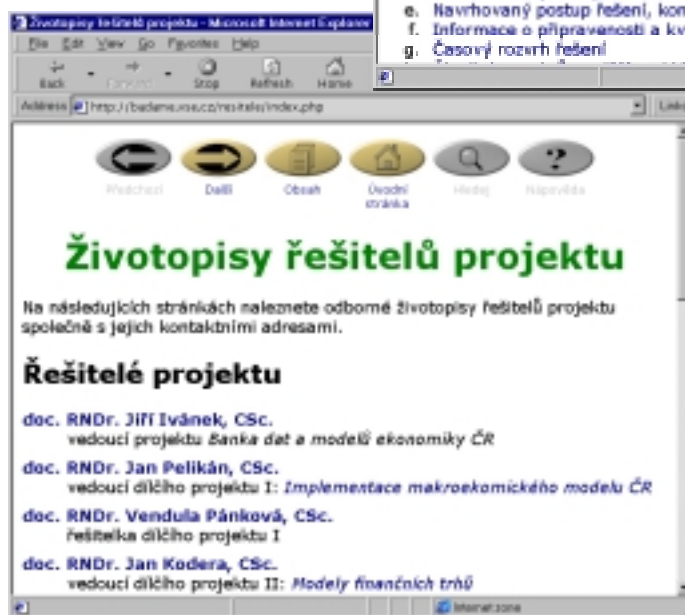 e. Navrhovaný postup řešení, kon
f. Informace o připravenosti a kv
g. Časový rozvrh řešení
Životopisy řešitelů projektu - Microsoft Internet Explorer
File Edit View Go Favorites Help
Back Forward Stop Refresh Home
Address http://badame.vse.cz/resitele/index.php Links
Předchozí Další Obsah Úvodní stránka Hledej Nápověda
Životopisy řešitelů projektu
Na následujících stránkách naleznete odborné životopisy řešitelů projektu
společně s jejich kontaktními adresami.
Řešitelé projektu
doc. RNDr. Jiří Ivánek, CSc.
vedoucí projektu Banka dat a modelů ekonomiky ČR
doc. RNDr. Jan Pelikán, CSc.
vedoucí dílčího projektu I: Implementace makroekomického modelu ČR
doc. RNDr. Vendula Pánková, CSc.
řešitelka dílčího projektu I
doc. RNDr. Jan Kodera, CSc.
vedoucí dílčího projektu II: Modely finančních trhů
Internet zone